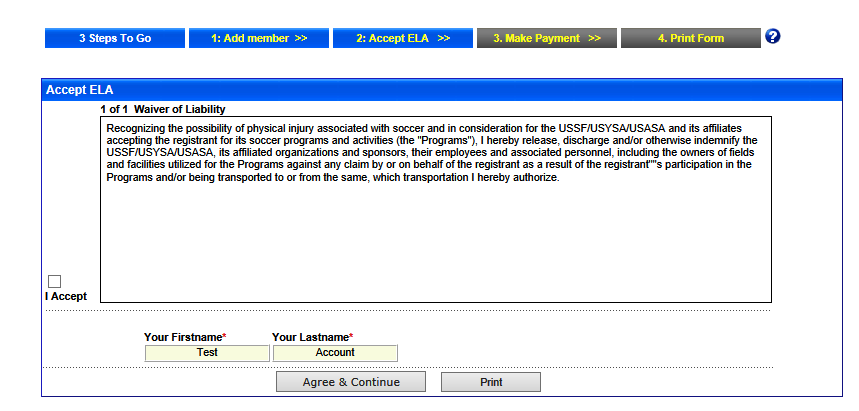 3 Steps To Go 1: Add member >> 2: Accept ELA >> 3. Make Payment >> 4. Print Form ?
Accept ELA
1 of 1 Waiver of Liability
Recognizing the possibility of physical injury associated with soccer and in consideration for the USSF/USYSA/USASA and its affiliates
accepting the registrant for its soccer programs and activities (the "Programs"), I hereby release, discharge and/or otherwise indemnify the
USSF/USYSA/USASA, its affiliated organizations and sponsors, their employees and associated personnel, including the owners of fields
and facilities utilized for the Programs against any claim by or on behalf of the registrant as a result of the registrant""s participation in the
Programs and/or being transported to or from the same, which transportation I hereby authorize.
I Accept
Your Firstname* Your Lastname*
Test Account
Agree & Continue Print